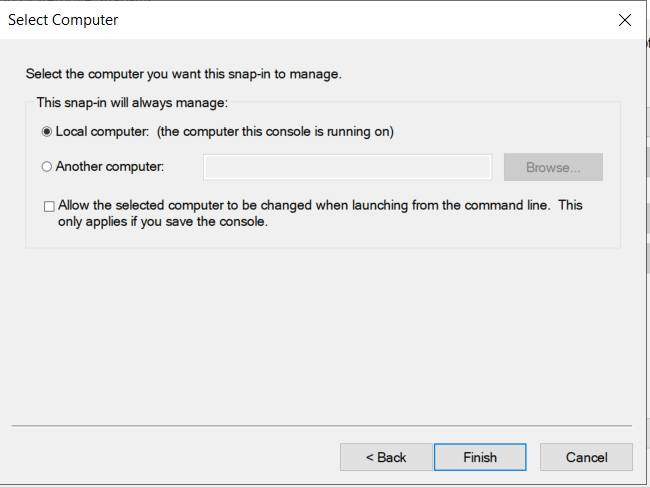 Select Computer
Select the computer you want this snap-in to manage.
This snap-in will always manage:
Local computer:  (the computer this console is running on)
Another computer:
Browse...
Allow the selected computer to be changed when launching from the command line.  This
only applies if you save the console.
< Back
Finish
Cancel